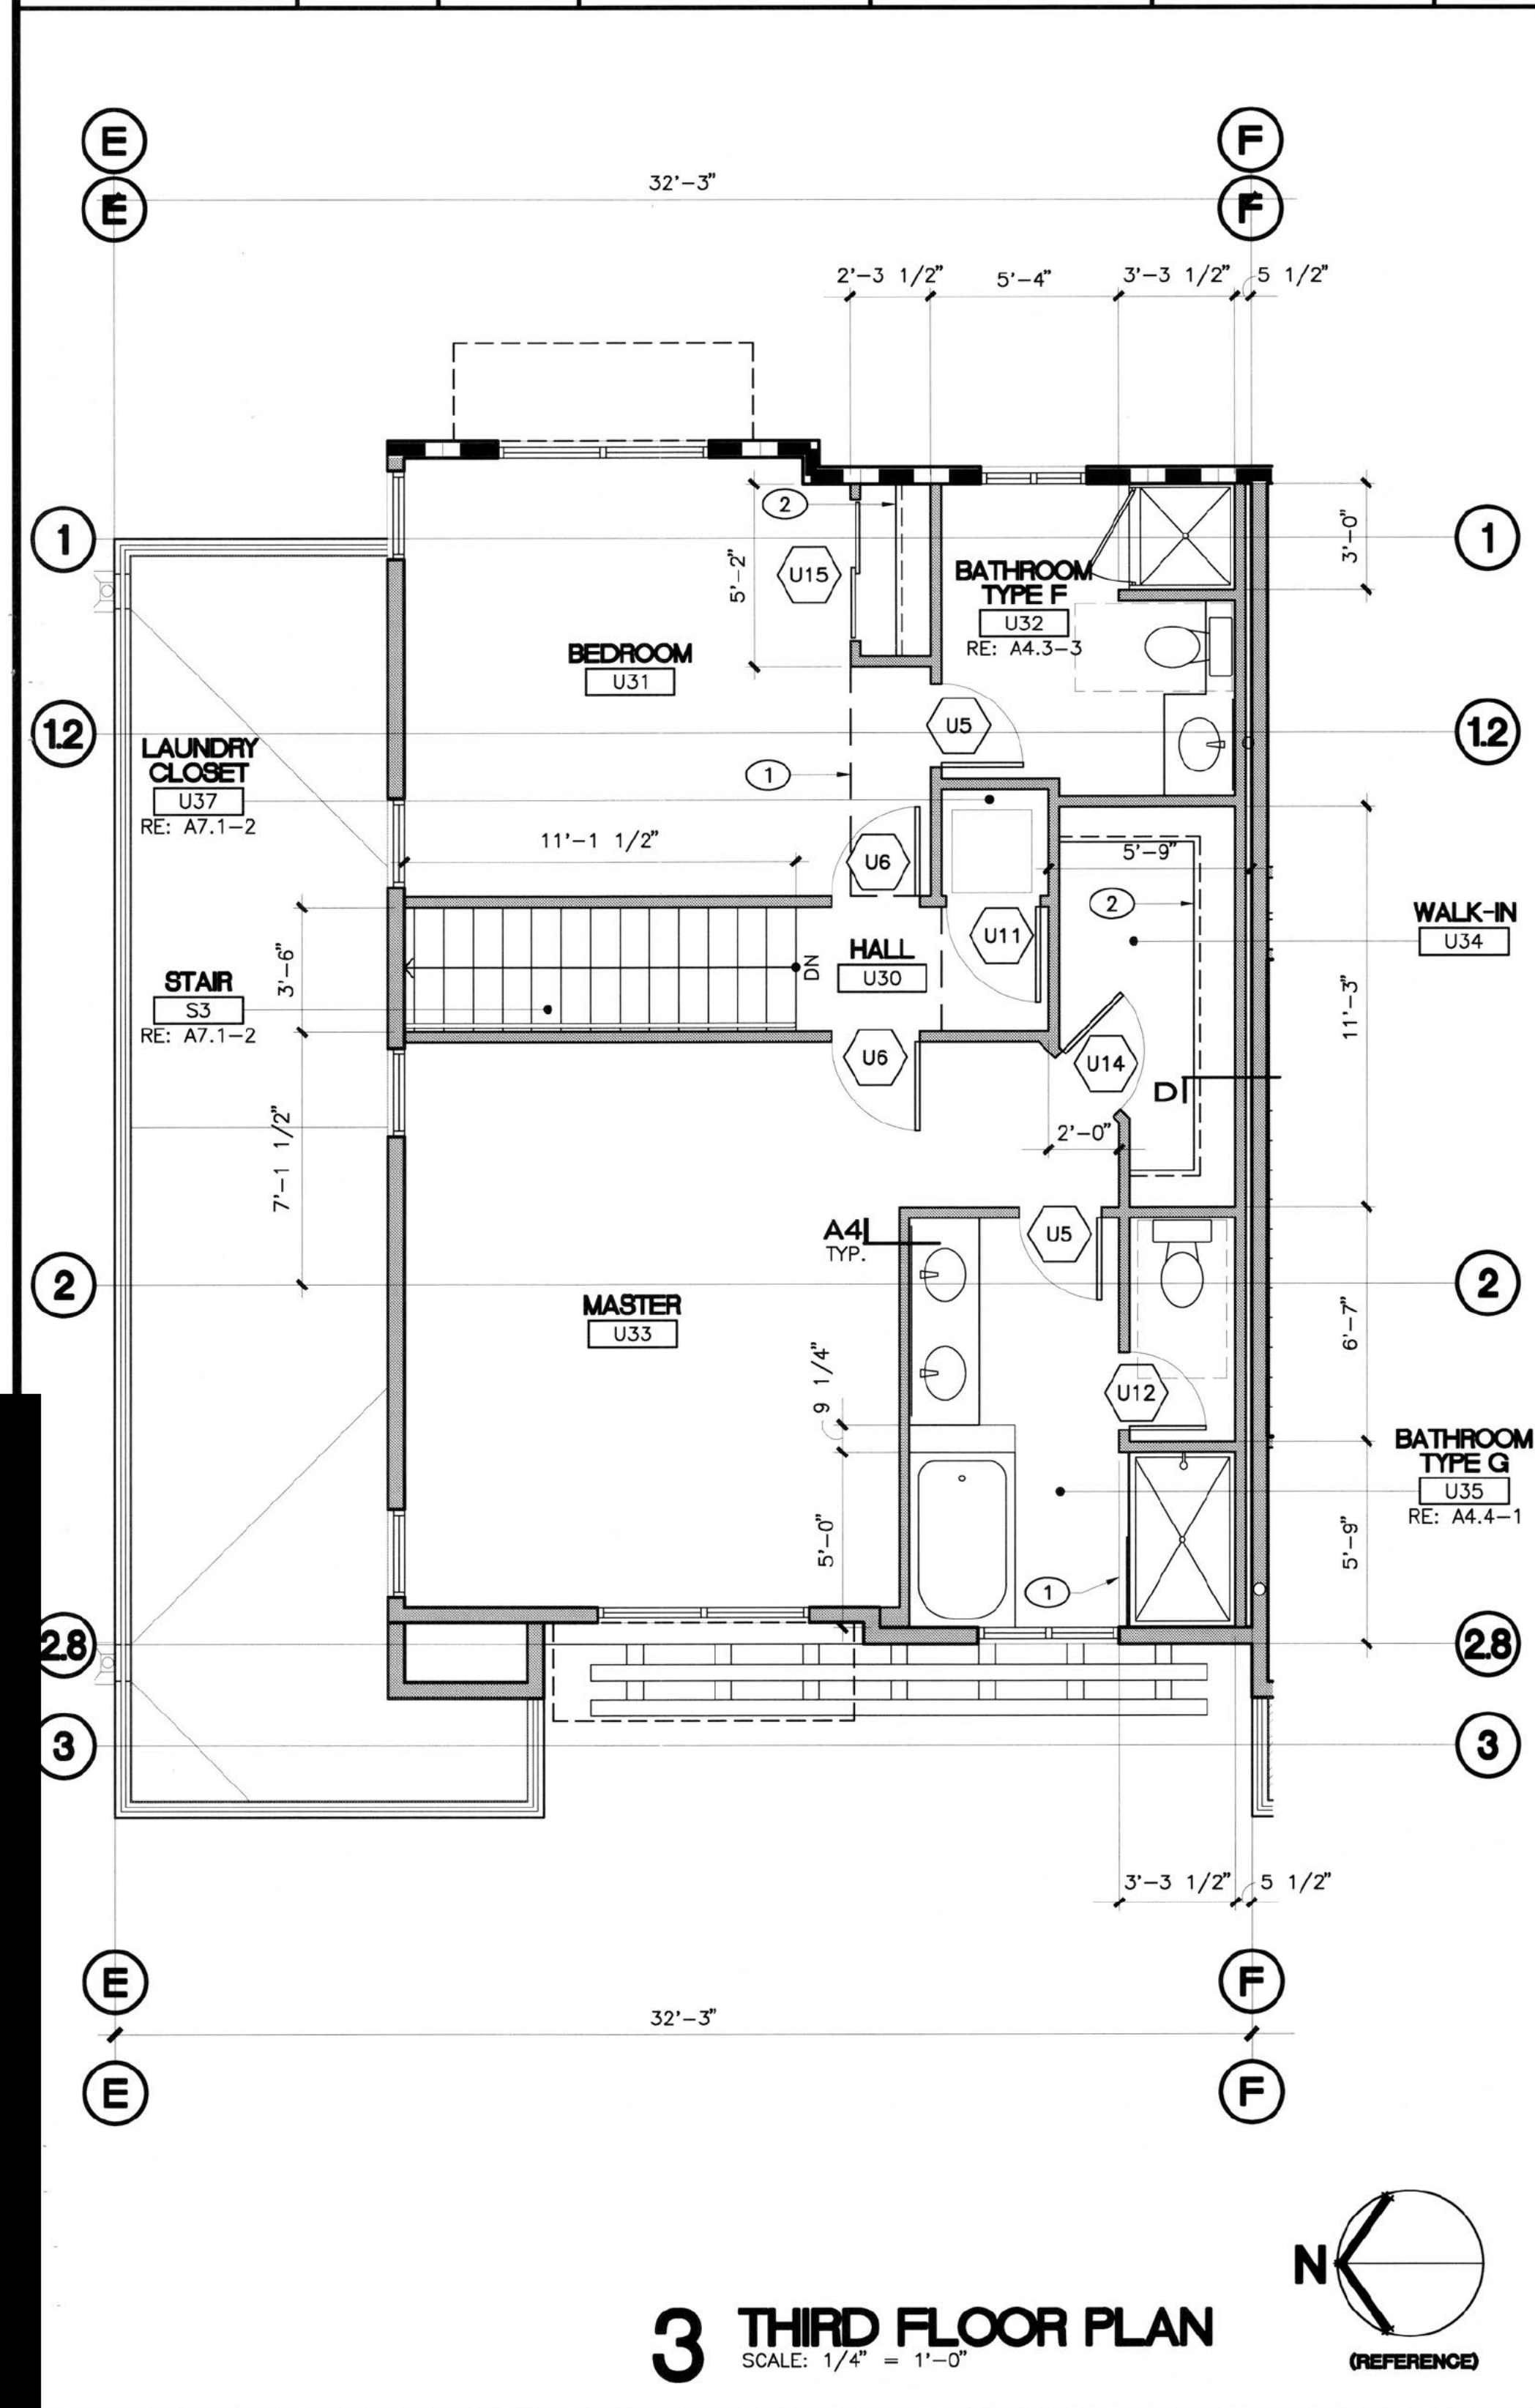 E
F
E
F
32'-3"
2'-3 1/2"
5'-4"
3'-3 1/2"
5 1/2"
1
1
2
5'-2"
U15
3'-0"
BATHROOM
TYPE F
U32
RE: A4.3-3
BEDROOM
U31
1.2
1.2
U5
LAUNDRY
CLOSET
U37
RE: A7.1-2
1
11'-1 1/2"
U6
5'-9"
2
WALK-IN
U34
U11
HALL
U30
DN
3'-6"
STAIR
S3
RE: A7.1-2
11'-3"
U6
U14
D
2'-0"
7'-1 1/2"
A4
TYP.
U5
2
2
MASTER
U33
6'-7"
9 1/4"
U12
BATHROOM
TYPE G
U35
RE: A4.4-1
5'-0"
5'-9"
1
2.8
2.8
3
3
3'-3 1/2"
5 1/2"
E
F
32'-3"
E
F
N
(REFERENCE)
3 THIRD FLOOR PLAN
SCALE: 1/4" = 1'-0"